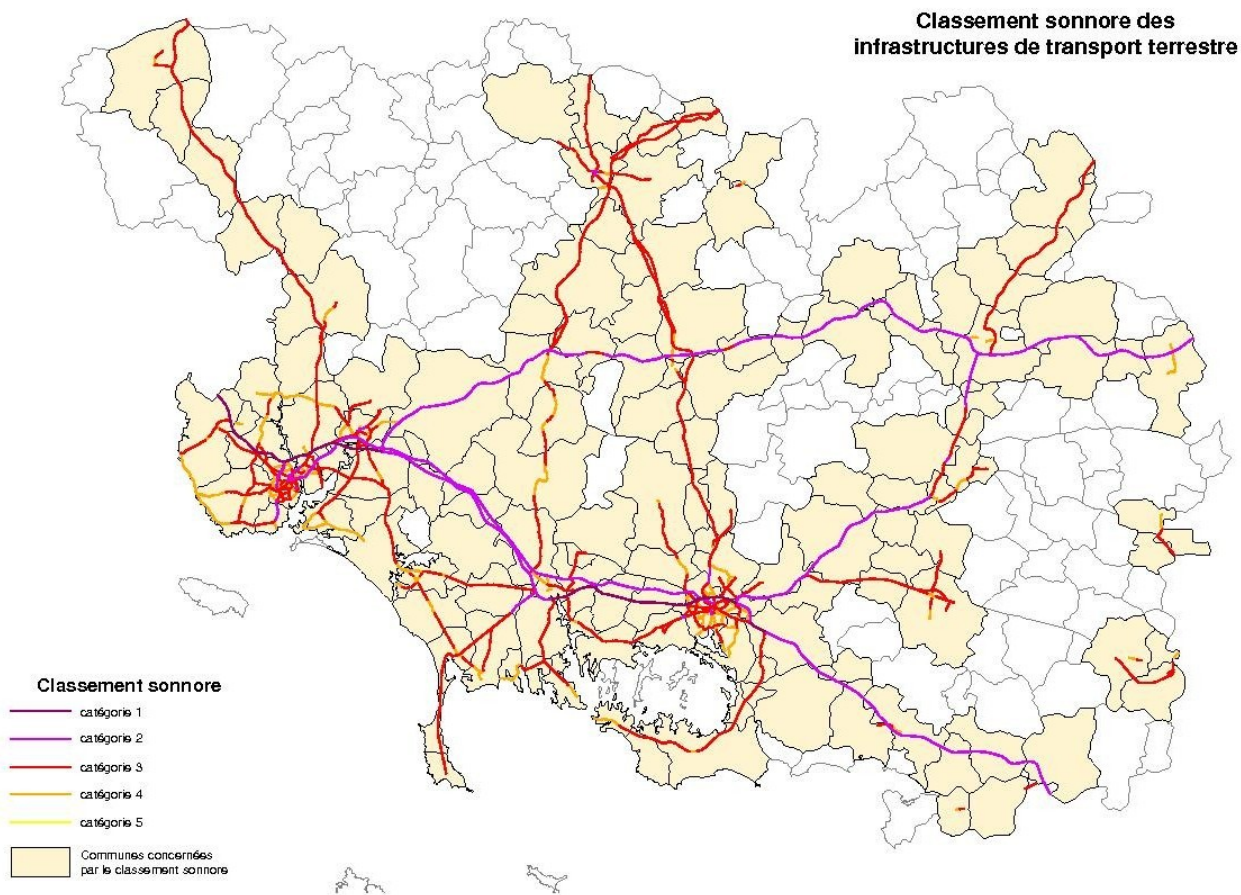 Classement sonnore des
infrastructures de transport terrestre
Classement sonnore
catégorie 1
catégorie 2
catégorie 3
catégorie 4
catégorie 5
Communes concernées
par le classement sonnore